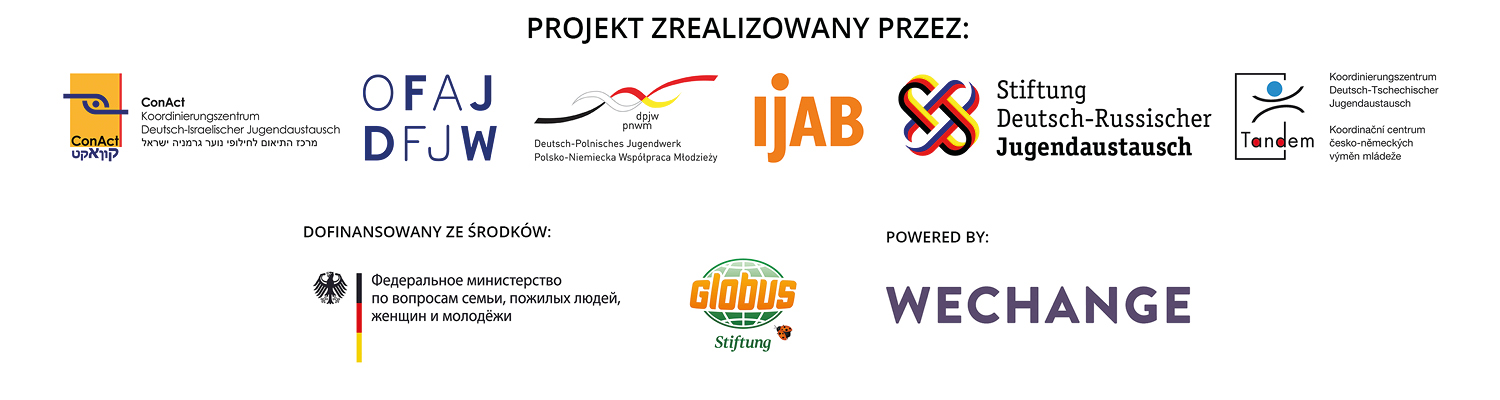 PROJEKT ZREALIZOWANY PRZEZ:
ConAct
קונאקט
ConAct
Koordinierungszentrum
Deutsch-Israelischer Jugendaustausch
מרכז התיאום לחילופי נוער גרמניה ישראל
OFAJ
DFJW
dpjw
pnwm
Deutsch-Polnisches Jugendwerk
Polsko-Niemiecka Współpraca Młodzieży
IjAB
Stiftung
Deutsch-Russischer
Jugendaustausch
Tandem
Koordinierungszentrum
Deutsch-Tschechischer
Jugendaustausch
Koordinační centrum
česko-německých
výměn mládeže
DOFINANSOWANY ZE ŚRODKÓW:
Федеральное министерство
по вопросам семьи, пожилых людей,
женщин и молодёжи
Globus
Stiftung
POWERED BY:
WECHANGE